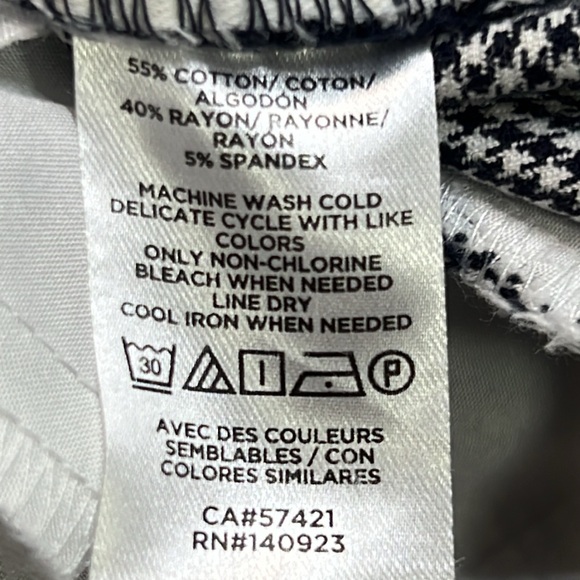 55% COTTON/ COTON/
ALGODÓN
40% RAYON/ RAYONNE/
RAYÓN
5% SPANDEX
MACHINE WASH COLD
DELICATE CYCLE WITH LIKE
COLORS
ONLY NON-CHLORINE
BLEACH WHEN NEEDED
LINE DRY
COOL IRON WHEN NEEDED
30 P
AVEC DES COULEURS
SEMBLABLES / CON
COLORES SIMILARES
CA#57421
RN#140923